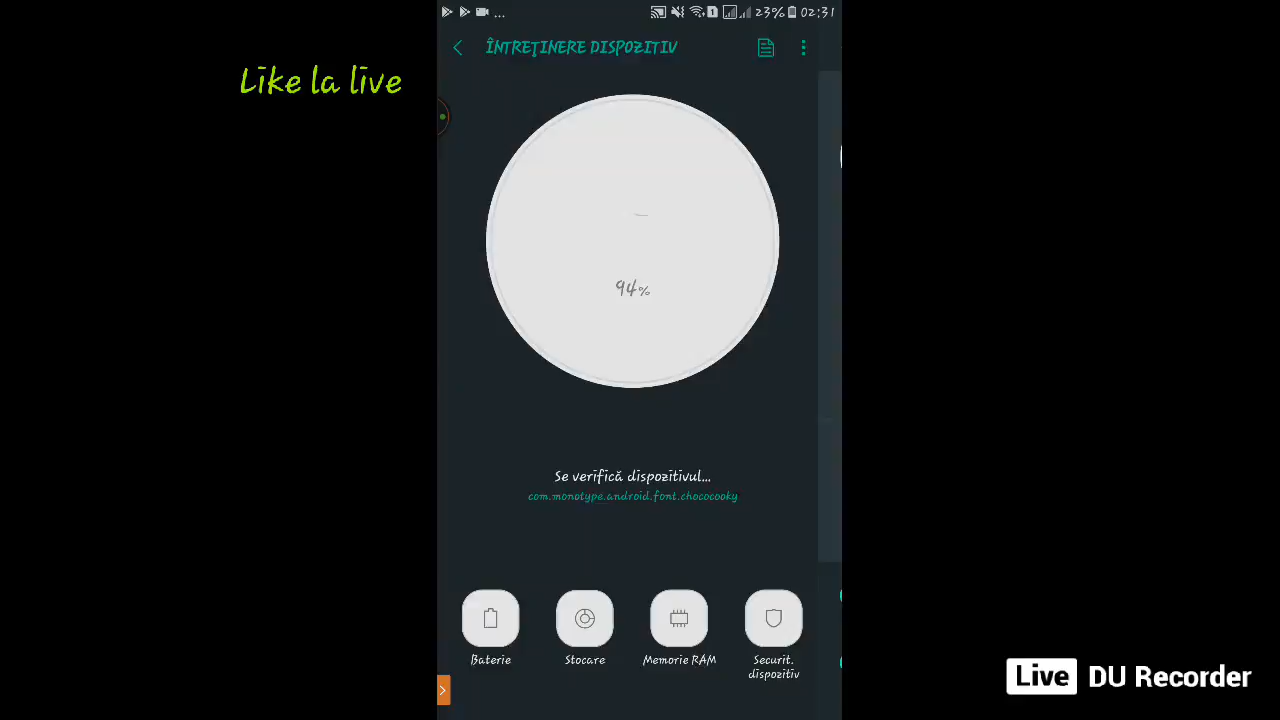 ... 1 23% 02:31
ÎNTREȚINERE DISPOZITIV
Like la live
94%
Se verifică dispozitivul...
com.monotype.android.font.chococooky
Baterie
Stocare
Memorie RAM
Securit. dispozitiv
Live DU Recorder